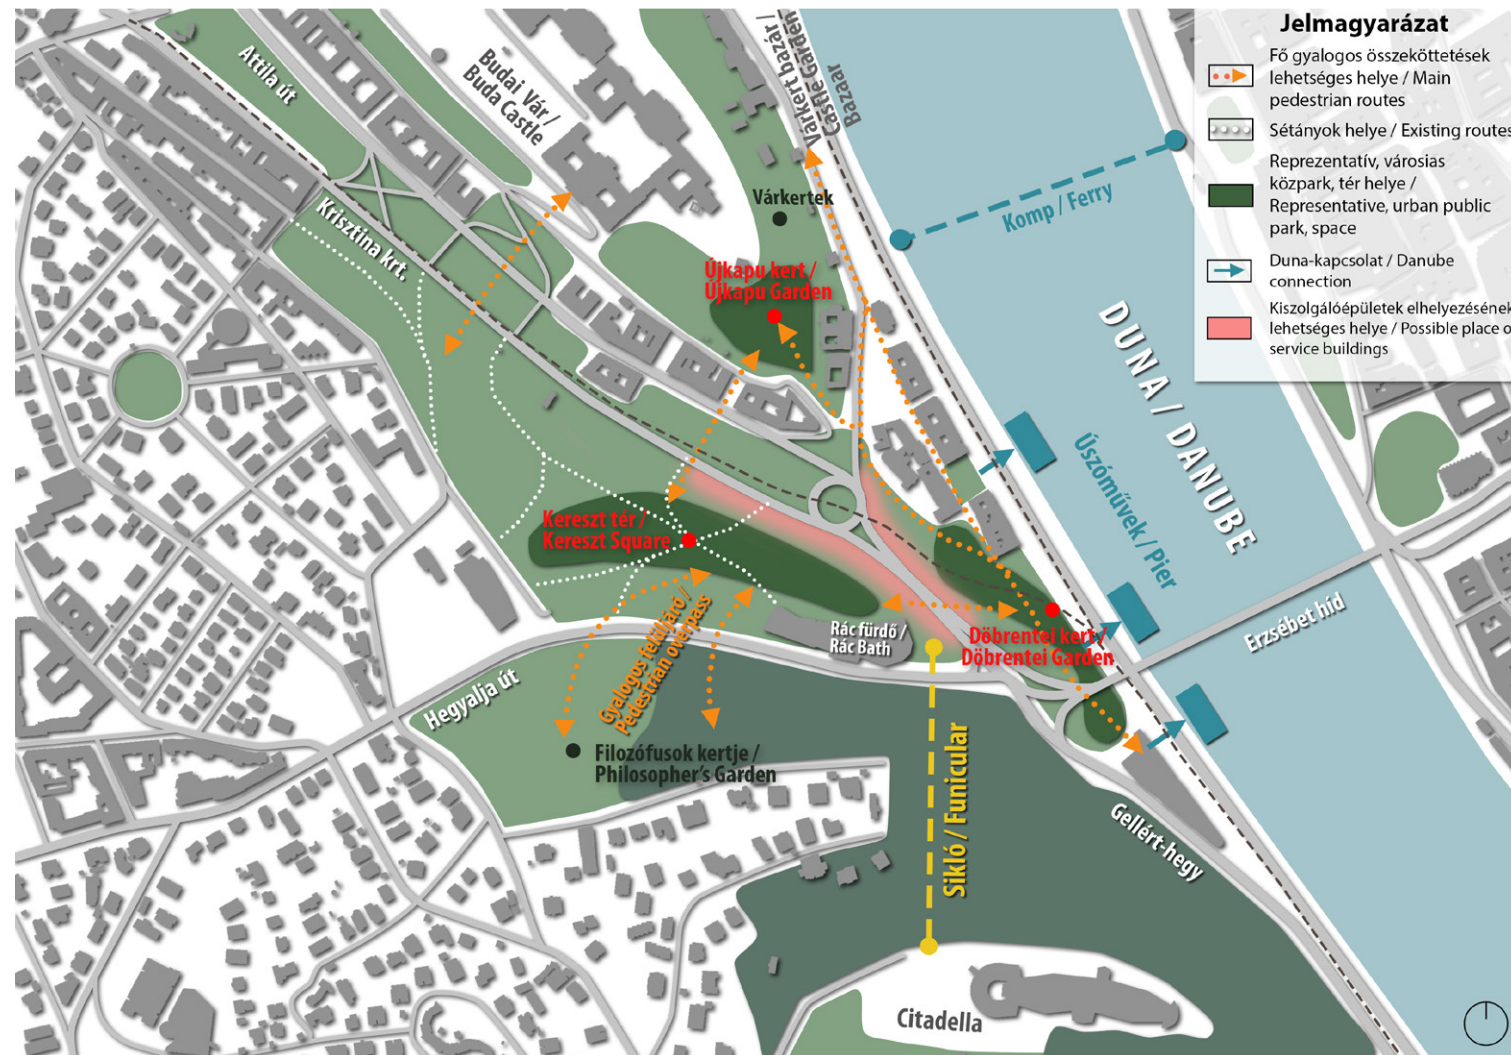 Jelmagyarázat
Fő gyalogos összeköttetések
lehetséges helye / Main
pedestrian routes
Sétányok helye / Existing routes
Reprezentatív, városias
közpark, tér helye /
Representative, urban public
park, space
Duna-kapcsolat / Danube
connection
Kiszolgálóépületek elhelyezésének
lehetséges helye / Possible place o
service buildings
Attila út
Budai Vár /
Buda Castle
Várkert bazár /
Castle Garden
Bazaar
Várkertek
Krisztina krt.
Komp / Ferry
Újkapu kert /
Újkapu Garden
DUNA / DANUBE
Úszóművek / Pier
Kereszt tér /
Kereszt Square
Gyalogos felüljáró /
Pedestrian overpass
Rác fürdő /
Rác Bath
Döbrentei kert /
Döbrentei Garden
Erzsébet híd
Hegyalja út
Filozófusok kertje /
Philosopher's Garden
Sikló / Funicular
Gellért-hegy
Citadella